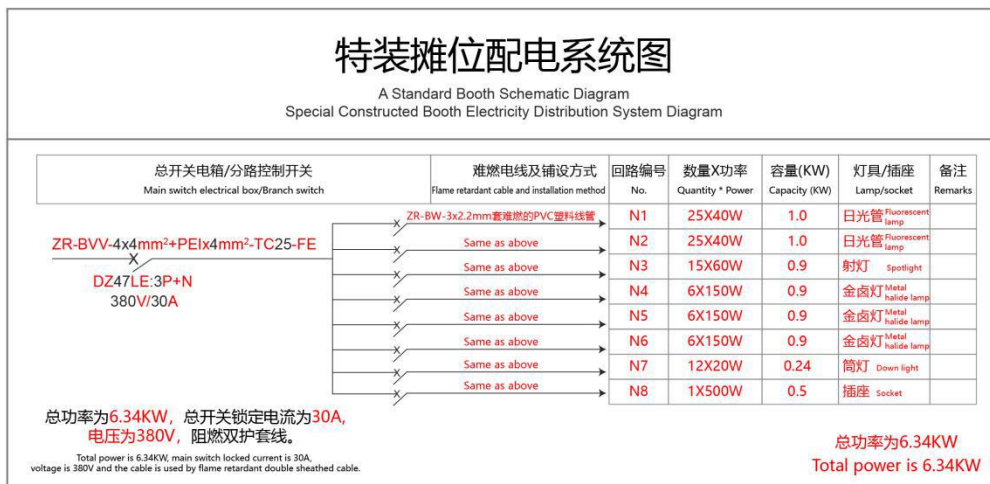 特装摊位配电系统图
A Standard Booth Schematic Diagram
Special Constructed Booth Electricity Distribution System Diagram
总开关电箱/分路控制开关 难燃电线及铺设方式 回路编号 数量X功率 容量(KW) 灯具/插座 备注
Main switch electrical box/Branch switch Flame retardant cable and installation method No. Quantity * Power Capacity (KW) Lamp/socket Remarks
ZR-BW-3x2.2mm套难燃的PVC塑料线管 N1 25X40W 1.0 日光管 Fluorescent lamp
ZR-BVV-4x4mm²+PEIx4mm²-TC25-FE
Same as above N2 25X40W 1.0 日光管 Fluorescent lamp
DZ47LE:3P+N
380V/30A
Same as above N3 15X60W 0.9 射灯 Spotlight
Same as above N4 6X150W 0.9 金卤灯 Metal halide lamp
Same as above N5 6X150W 0.9 金卤灯 Metal halide lamp
Same as above N6 6X150W 0.9 金卤灯 Metal halide lamp
Same as above N7 12X20W 0.24 筒灯 Down light
Same as above N8 1X500W 0.5 插座 Socket
总功率为6.34KW，总开关锁定电流为30A，
电压为380V，阻燃双护套线。
Total power is 6.34KW, main switch locked current is 30A,
voltage is 380V and the cable is used by flame retardant double sheathed cable.
总功率为6.34KW
Total power is 6.34KW